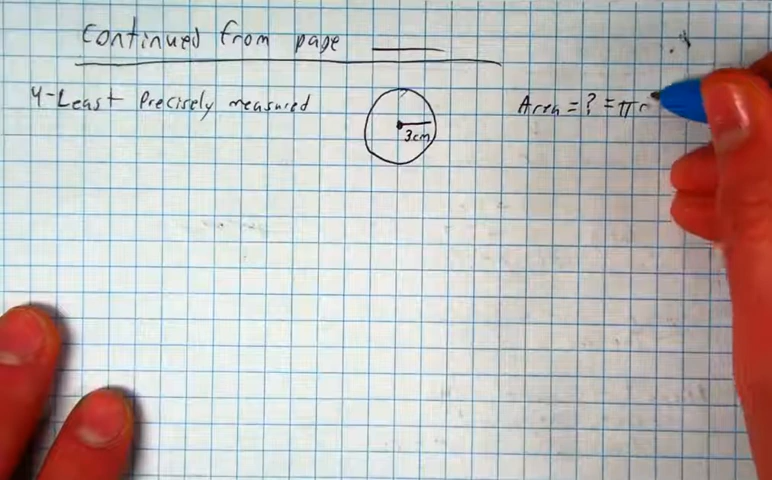 Continued from page
4-Least Precisely measured
3cm
Area = ? = πr